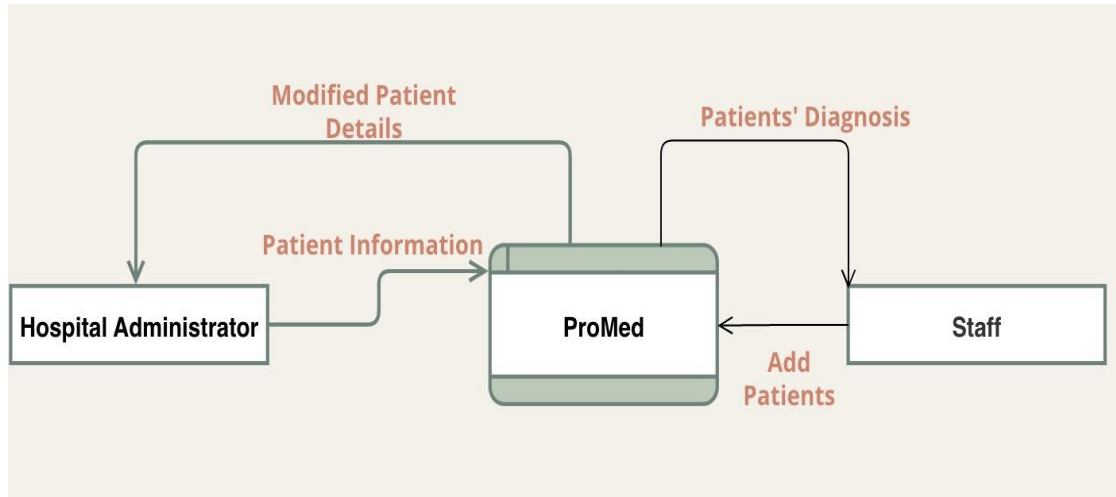 Modified Patient
Details
Patients' Diagnosis
Patient Information
Hospital Administrator
ProMed
Staff
Add
Patients